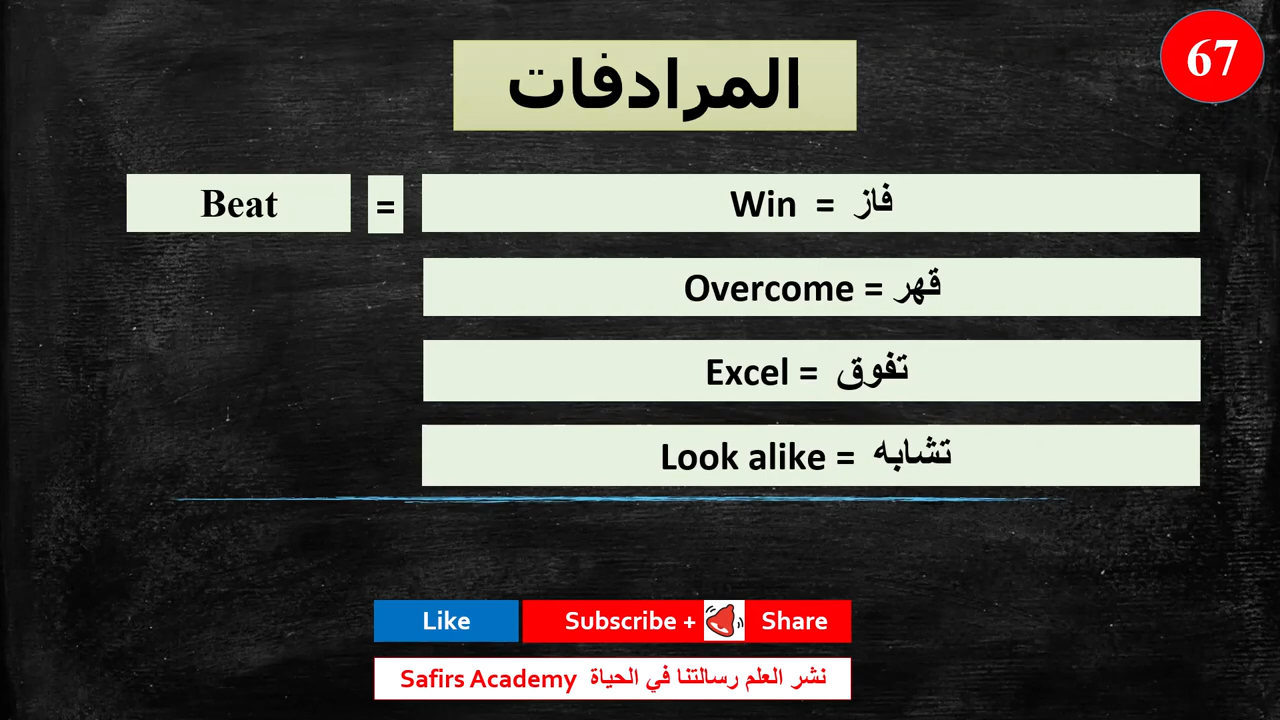 67
المرادفات
Beat = Win = فاز
Overcome = قهر
Excel = تفوق
Look alike = تشابه
Like Subscribe + Share
Safirs Academy نشر العلم رسالتنا في الحياة